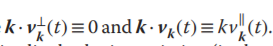 𝒌 · 𝒗⊥𝒌(t) ≡ 0 and 𝒌 · 𝒗𝒌(t) ≡ kv∥𝒌(t).